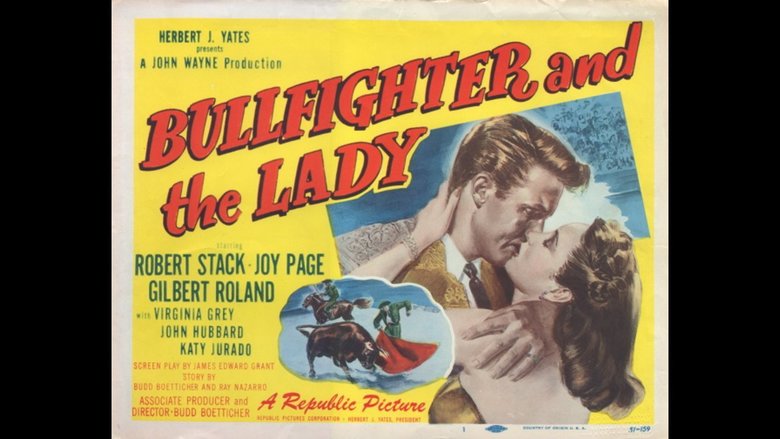 HERBERT J. YATES
presents
A JOHN WAYNE Production
BULLFIGHTER and
the LADY
starring
ROBERT STACK · JOY PAGE
GILBERT ROLAND
with VIRGINIA GREY
JOHN HUBBARD
KATY JURADO
SCREEN PLAY BY JAMES EDWARD GRANT
STORY BY
BUDD BOETTICHER AND RAY NAZARRO
ASSOCIATE PRODUCER and
DIRECTOR-BUDD BOETTICHER
A Republic Picture
REPUBLIC PICTURES CORPORATION - HERBERT J. YATES, PRESIDENT
1
COUNTRY OF ORIGIN U.S.A.
51-159